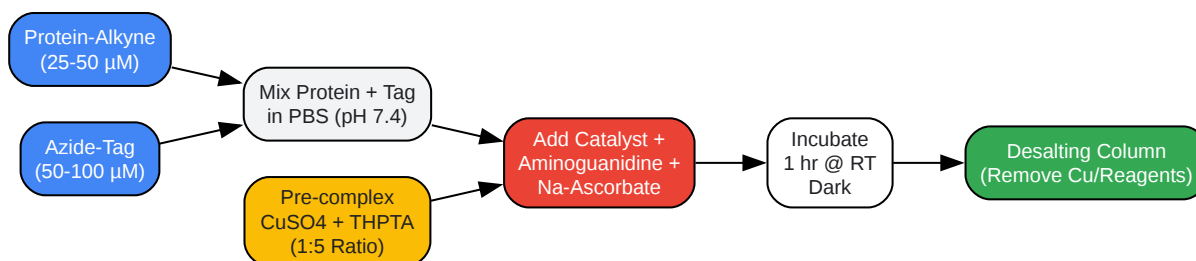 Protein-Alkyne
(25-50 µM)
Azide-Tag
(50-100 µM)
Mix Protein + Tag
in PBS (pH 7.4)
Pre-complex
CuSO4 + THPTA
(1:5 Ratio)
Add Catalyst +
Aminoguanidine +
Na-Ascorbate
Incubate
1 hr @ RT
Dark
Desalting Column
(Remove Cu/Reagents)